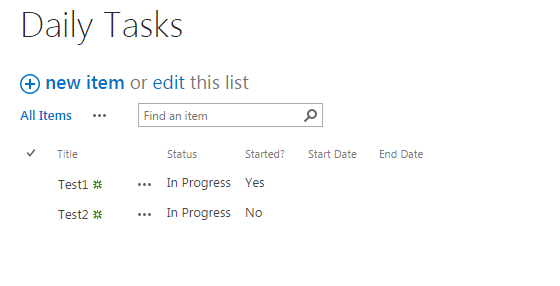 Daily Tasks
new item or edit this list
All Items ••• Find an item
Title Status Started? Start Date End Date
Test1 ••• In Progress Yes
Test2 ••• In Progress No